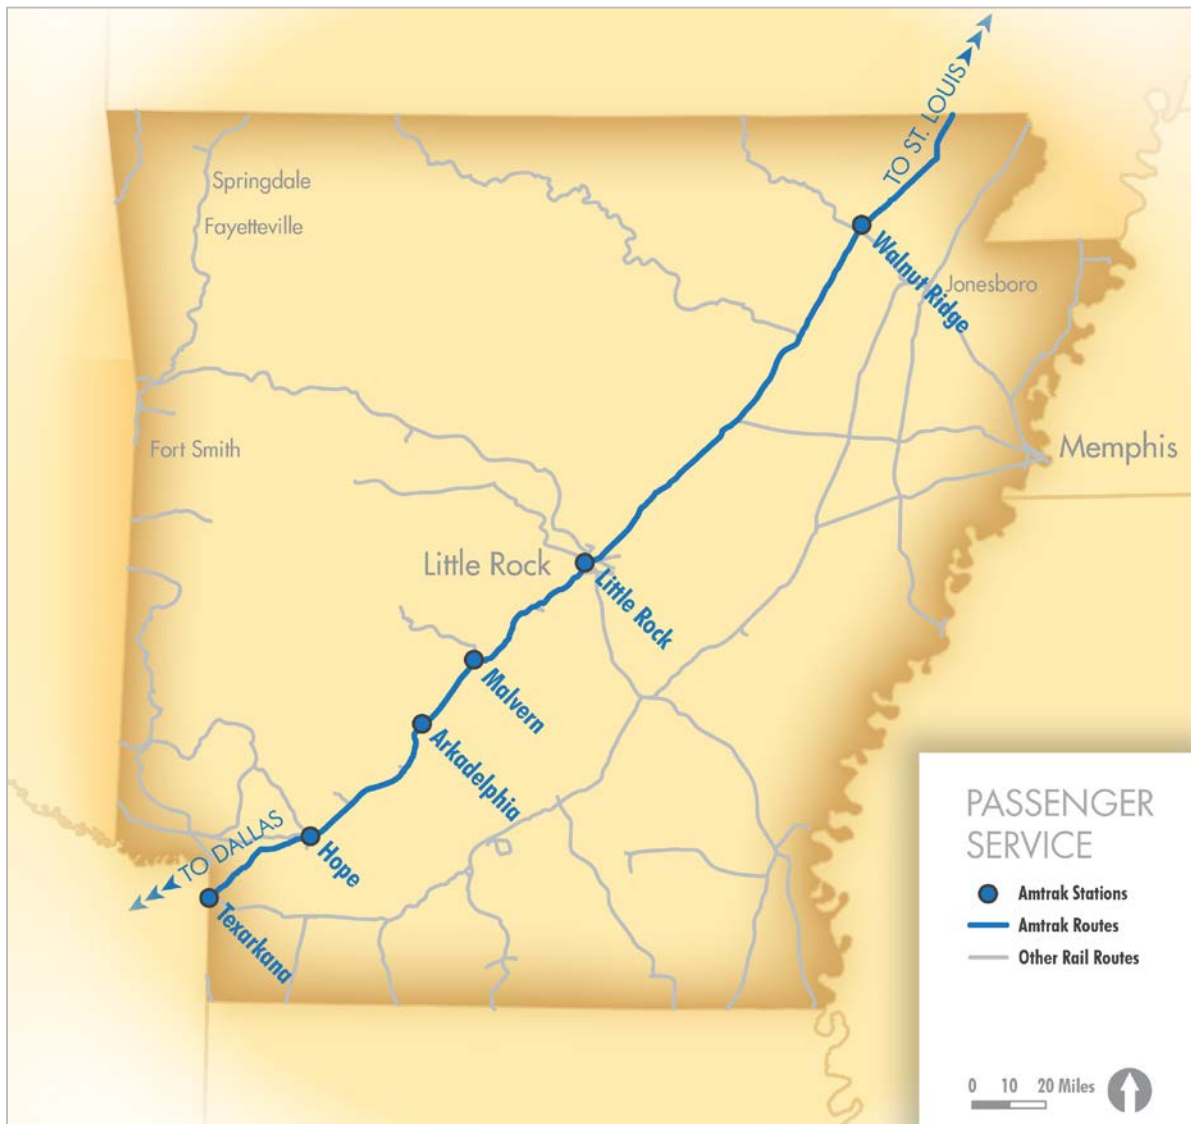 TO ST. LOUIS
Springdale
Fayetteville
Walnut Ridge
Jonesboro
Fort Smith
Memphis
Little Rock
Little Rock
Malvern
Arkadelphia
TO DALLAS
Hope
Texarkana
PASSENGER
SERVICE
Amtrak Stations
Amtrak Routes
Other Rail Routes
0 10 20 Miles